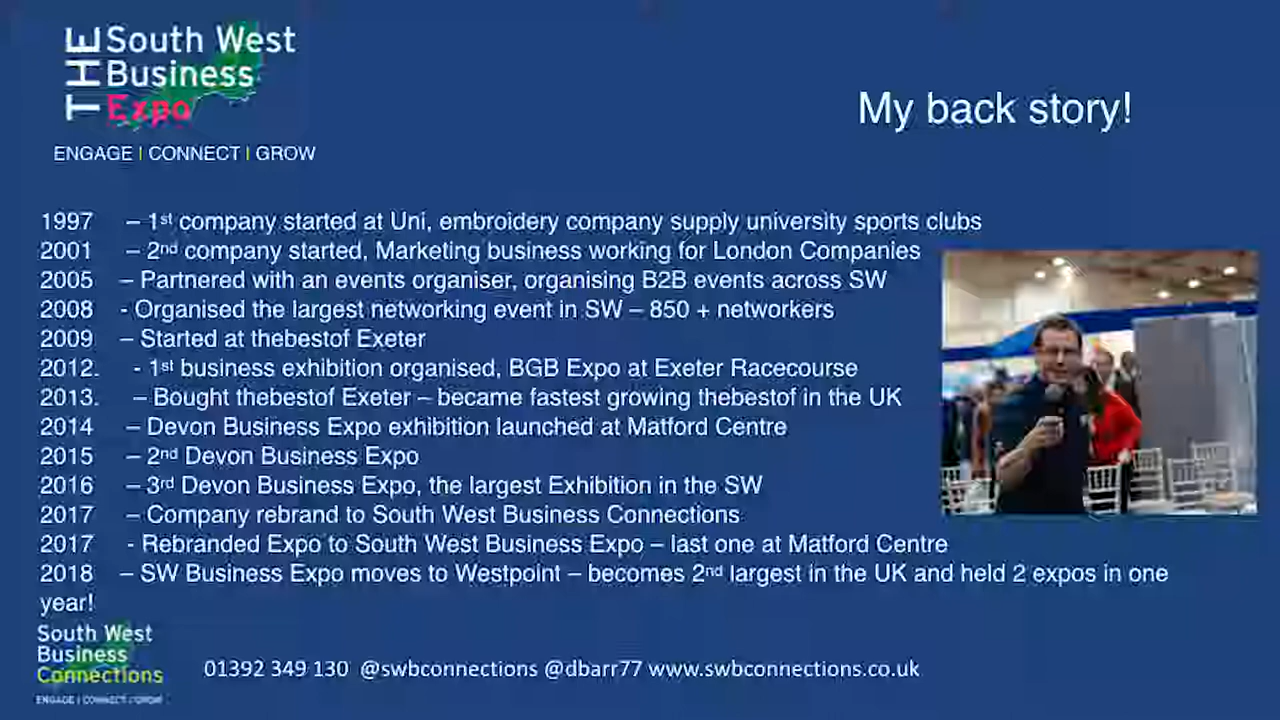 THE
South West
Business
Expo
ENGAGE | CONNECT | GROW
My back story!
1997 – 1st company started at Uni, embroidery company supply university sports clubs
2001 – 2nd company started, Marketing business working for London Companies
2005 – Partnered with an events organiser, organising B2B events across SW
2008 - Organised the largest networking event in SW – 850 + networkers
2009 – Started at thebestof Exeter
2012. - 1st business exhibition organised, BGB Expo at Exeter Racecourse
2013. – Bought thebestof Exeter – became fastest growing thebestof in the UK
2014 – Devon Business Expo exhibition launched at Matford Centre
2015 – 2nd Devon Business Expo
2016 – 3rd Devon Business Expo, the largest Exhibition in the SW
2017 – Company rebrand to South West Business Connections
2017 - Rebranded Expo to South West Business Expo – last one at Matford Centre
2018 – SW Business Expo moves to Westpoint – becomes 2nd largest in the UK and held 2 expos in one
year!
South West
Business
Connections
ENGAGE | CONNECT | GROW
01392 349 130 @swbconnections @dbarr77 www.swbconnections.co.uk